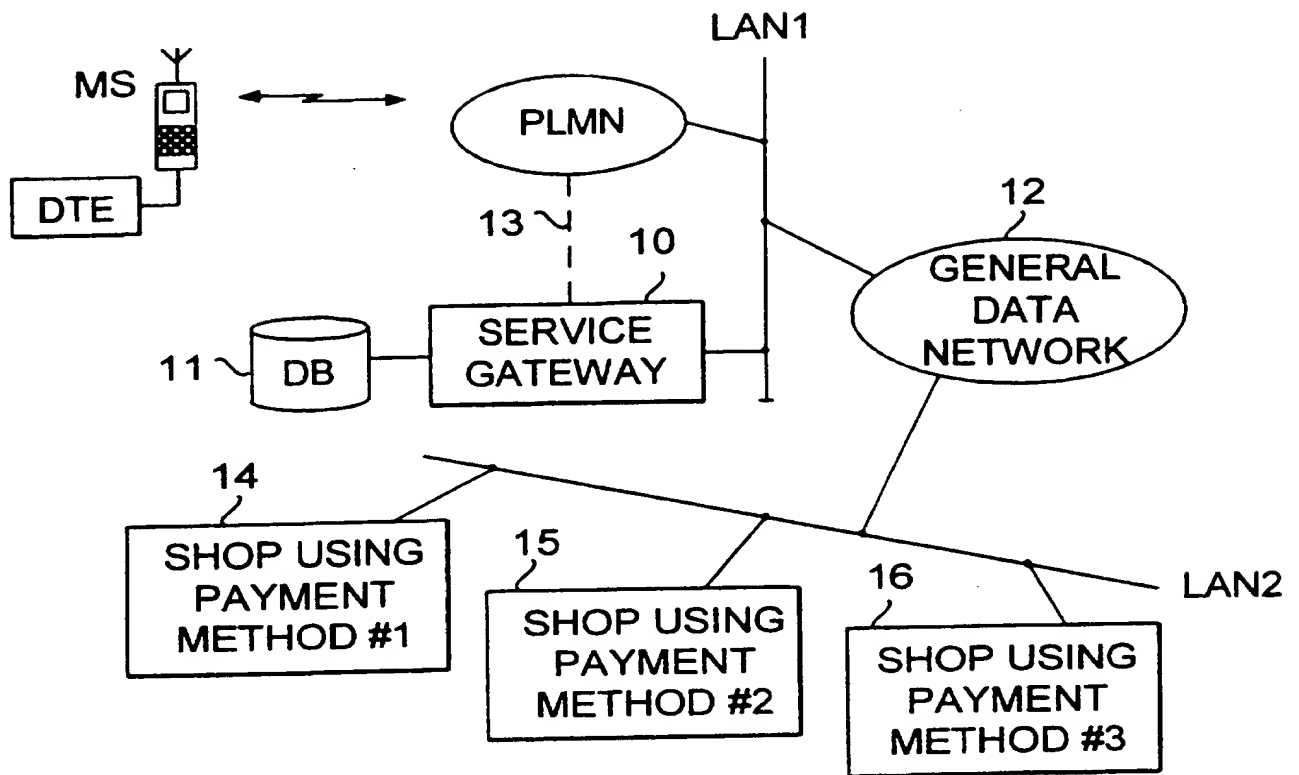 LAN1
MS
PLMN
DTE
13
10
12
GENERAL
DATA
NETWORK
SERVICE
GATEWAY
11
DB
14
SHOP USING
PAYMENT
METHOD #1
15
SHOP USING
PAYMENT
METHOD #2
16
SHOP USING
PAYMENT
METHOD #3
LAN2